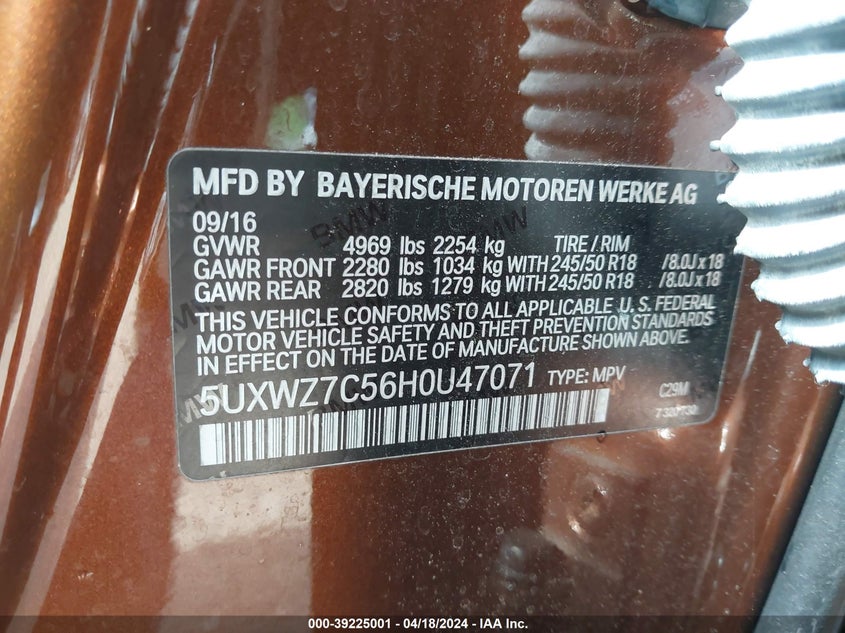 MFD BY BAYERISCHE MOTOREN WERKE AG
09/16
GVWR 4969 lbs 2254 kg TIRE / RIM
GAWR FRONT 2280 lbs 1034 kg WITH 245/50 R18 /8.0J x 18
GAWR REAR 2820 lbs 1279 kg WITH 245/50 R18 /8.0J x 18
THIS VEHICLE CONFORMS TO ALL APPLICABLE U.S. FEDERAL
MOTOR VEHICLE SAFETY AND THEFT PREVENTION STANDARDS
IN EFFECT ON THE DATE OF MANUFACTURE SHOWN ABOVE.
5UXWZ7C56H0U47071 TYPE: MPV C29M
000-39225001 - 04/18/2024 - IAA Inc.